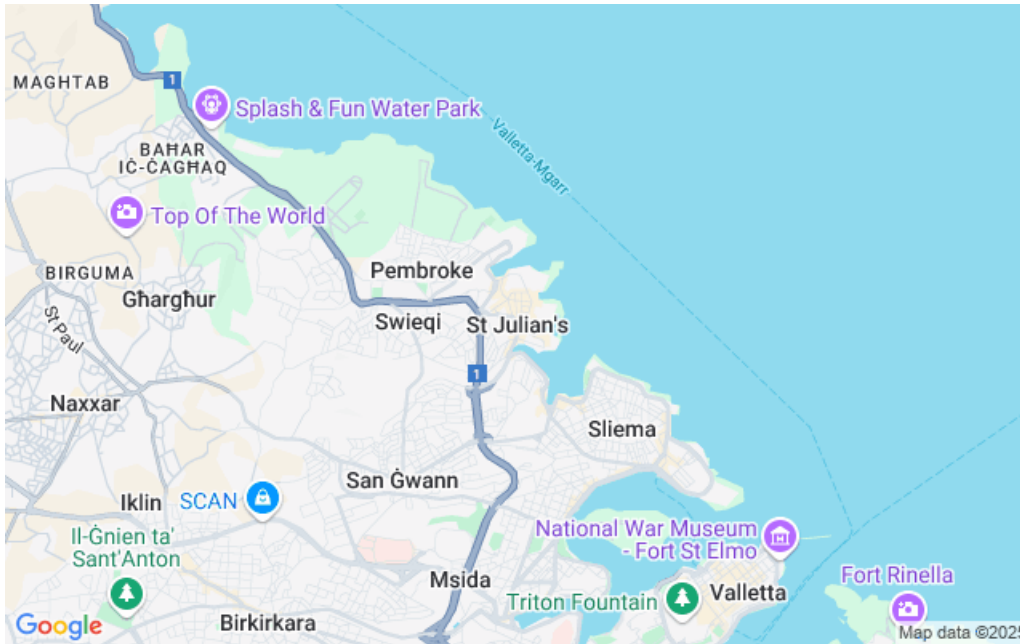 1
MAGHTAB
Splash & Fun Water Park
Valletta-Mgarr
BAĦAR
IĊ-ĊAGĦAQ
Top Of The World
BIRGUMA
Pembroke
Għargħur
St Paul
Swieqi
St Julian's
1
Naxxar
Sliema
San Ġwann
SCAN
Iklin
National War Museum
- Fort St Elmo
Il-Ġnien ta'
Sant'Anton
Msida
Fort Rinella
Valletta
Triton Fountain
Birkirkara
Google
Map data ©2025